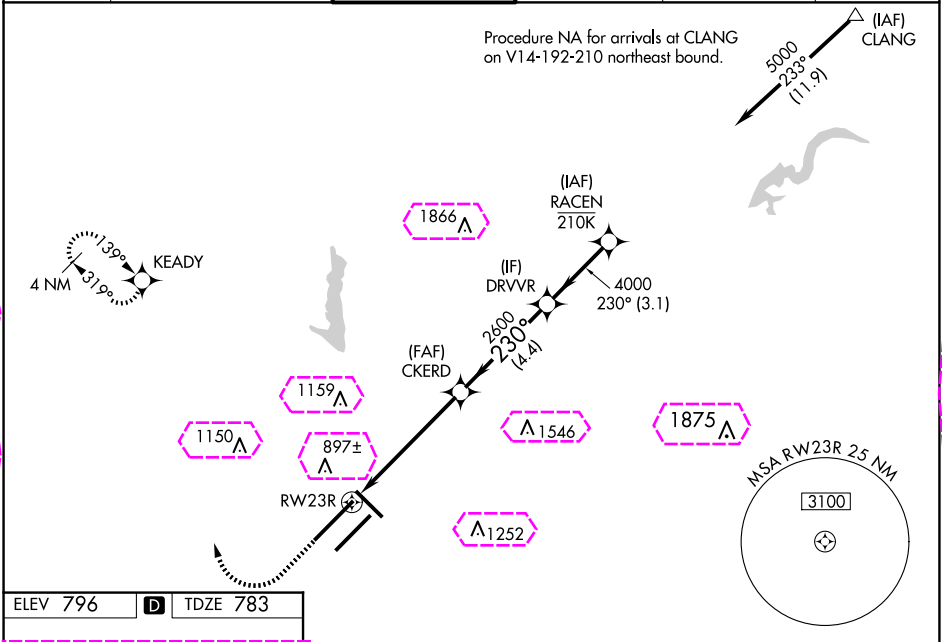 Procedure NA for arrivals at CLANG
on V14-192-210 northeast bound.
(IAF)
CLANG
5000
233°
(11.9)
(IAF)
RACEN
210K
1866
139°
KEADY
4 NM
319°
(IF)
DRVVR
4000
230° (3.1)
2600
230°
(4.4)
(FAF)
CKERD
1159
1150
897±
1546
1875
RW23R
1252
MSA RW23R 25 NM
3100
ELEV 796 D TDZE 783